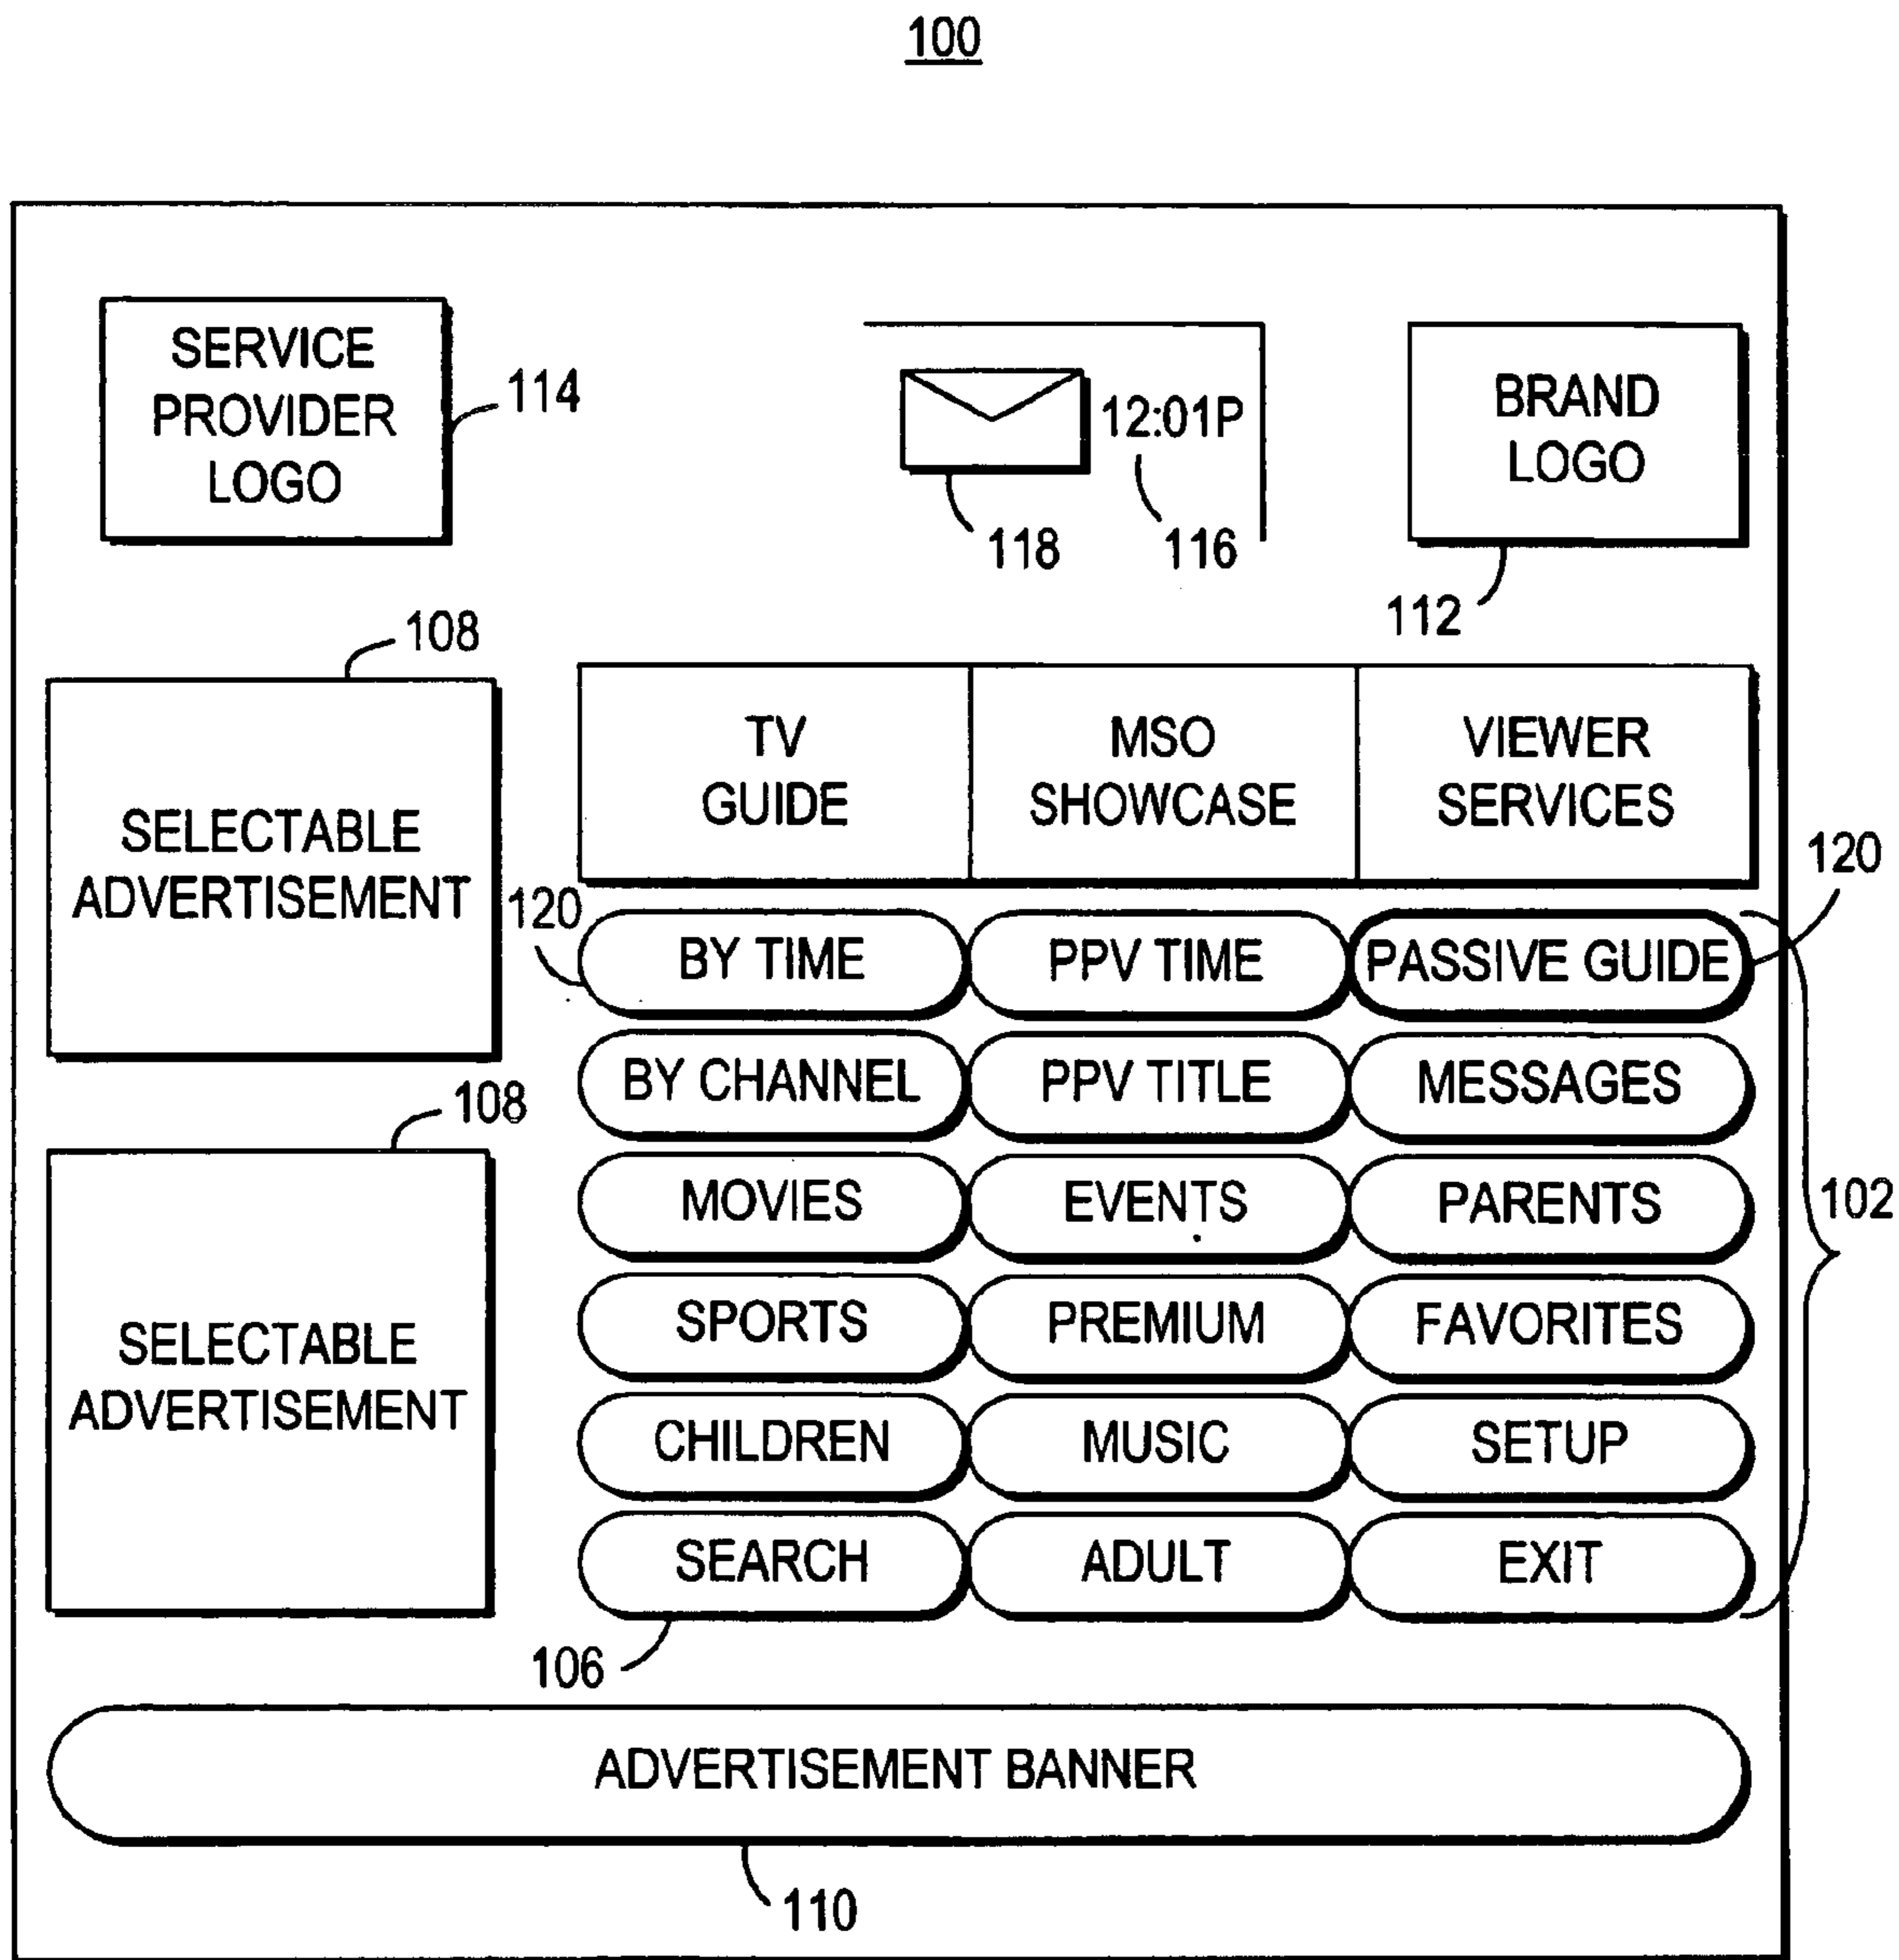 100
SERVICE
PROVIDER
LOGO
114
12:01P
118
116
BRAND
LOGO
112
108
SELECTABLE
ADVERTISEMENT
108
SELECTABLE
ADVERTISEMENT
TV
GUIDE
MSO
SHOWCASE
VIEWER
SERVICES
120
120
BY TIME
PPV TIME
PASSIVE GUIDE
BY CHANNEL
PPV TITLE
MESSAGES
MOVIES
EVENTS
PARENTS
102
SPORTS
PREMIUM
FAVORITES
CHILDREN
MUSIC
SETUP
SEARCH
ADULT
EXIT
106
ADVERTISEMENT BANNER
110